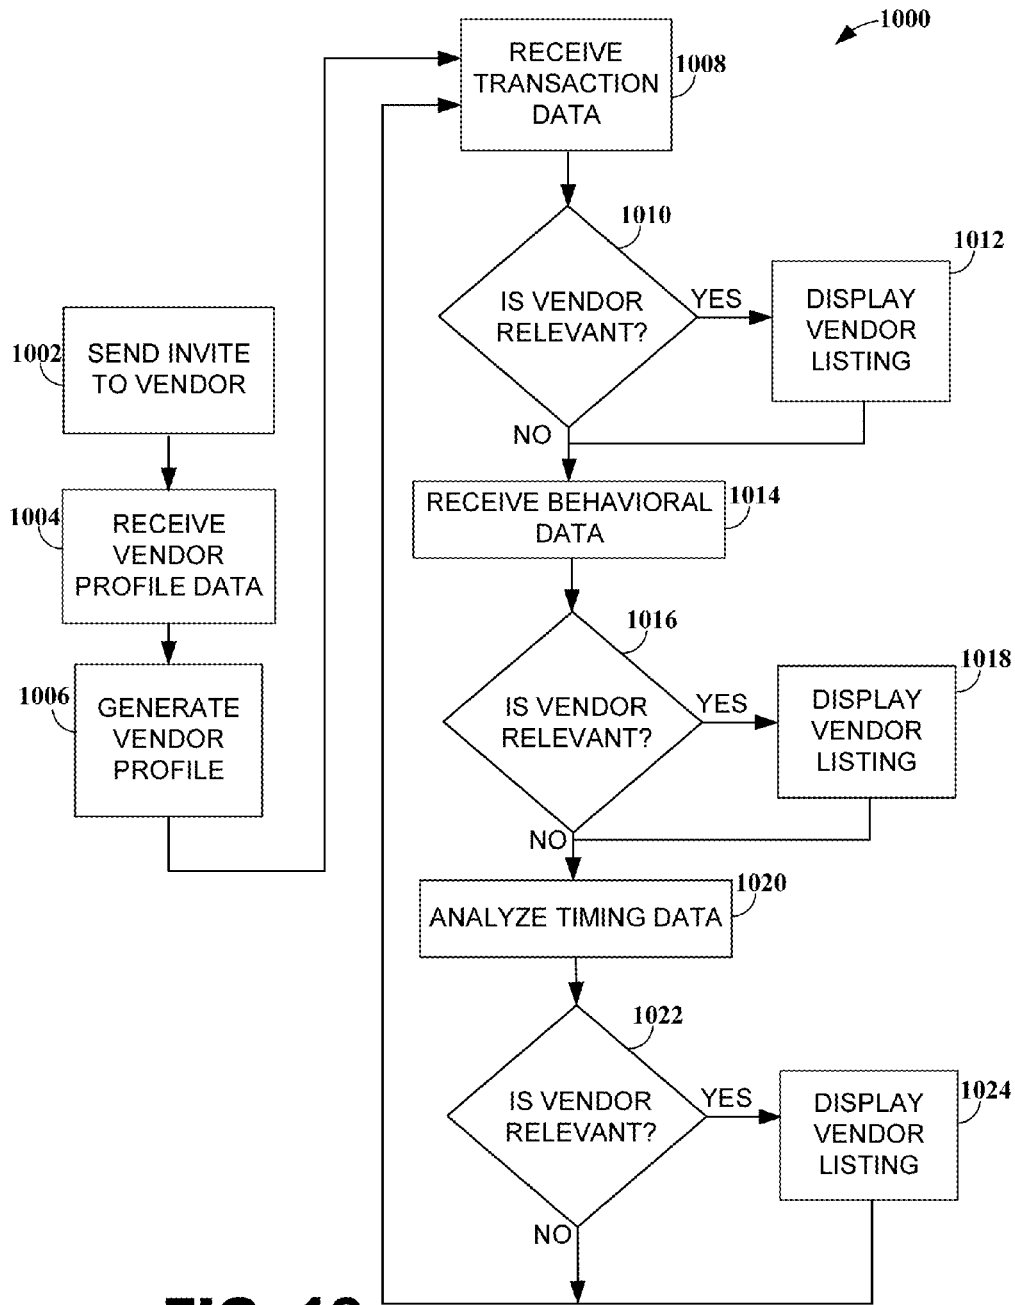 1000
RECEIVE
TRANSACTION
DATA
1008
1010
IS VENDOR
RELEVANT?
YES
NO
1012
DISPLAY
VENDOR
LISTING
1002
SEND INVITE
TO VENDOR
1004
RECEIVE
VENDOR
PROFILE DATA
1006
GENERATE
VENDOR
PROFILE
RECEIVE BEHAVIORAL
DATA
1014
1016
IS VENDOR
RELEVANT?
YES
NO
1018
DISPLAY
VENDOR
LISTING
1020
ANALYZE TIMING DATA
1022
IS VENDOR
RELEVANT?
YES
NO
1024
DISPLAY
VENDOR
LISTING